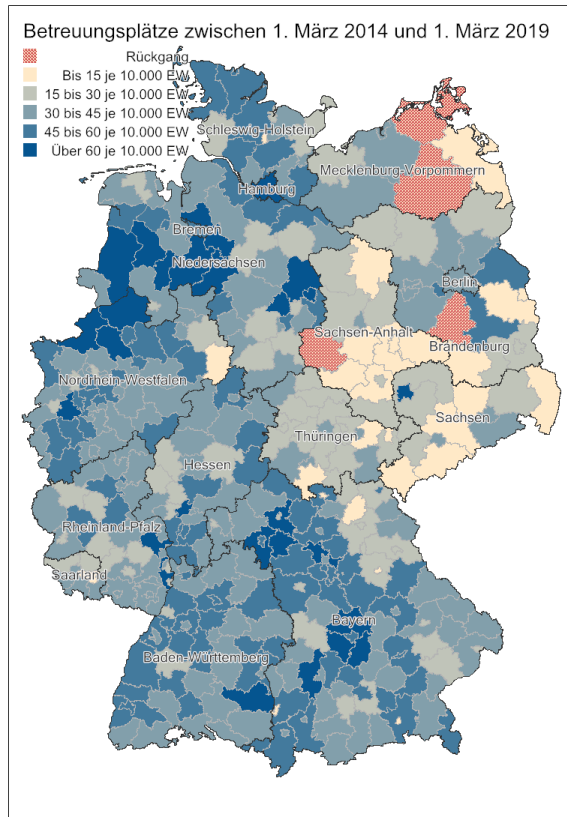 Betreuungsplätze zwischen 1. März 2014 und 1. März 2019
Rückgang
Bis 15 je 10.000 EW
15 bis 30 je 10.000 EW
30 bis 45 je 10.000 EW
45 bis 60 je 10.000 EW
Über 60 je 10.000 EW
Schleswig-Holstein
Mecklenburg-Vorpommern
Hamburg
Bremen
Niedersachsen
Berlin
Sachsen-Anhalt
Brandenburg
Nordrhein-Westfalen
Sachsen
Thüringen
Hessen
Rheinland-Pfalz
Saarland
Bayern
Baden-Württemberg